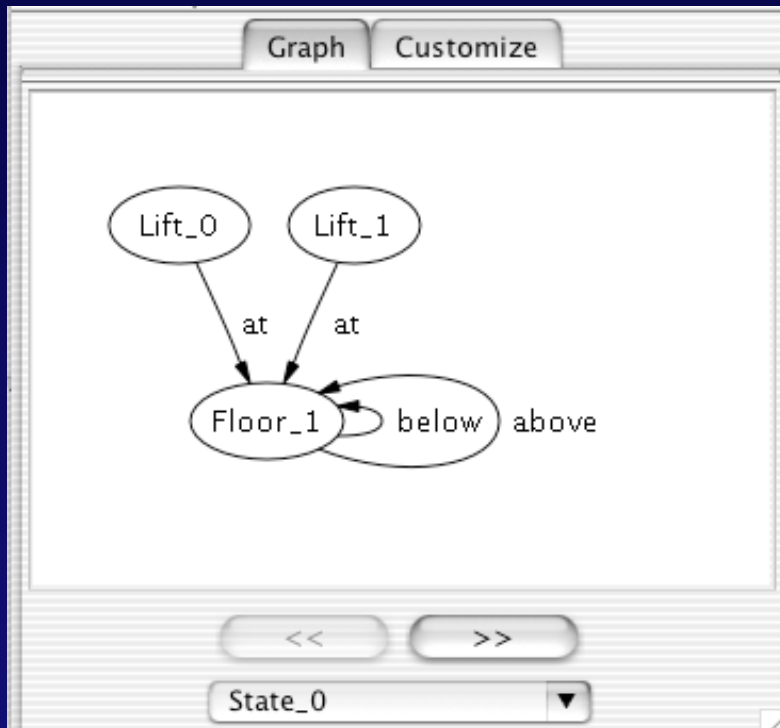 Graph Customize
Lift_0 Lift_1
at at
Floor_1 below above
<< >>
State_0